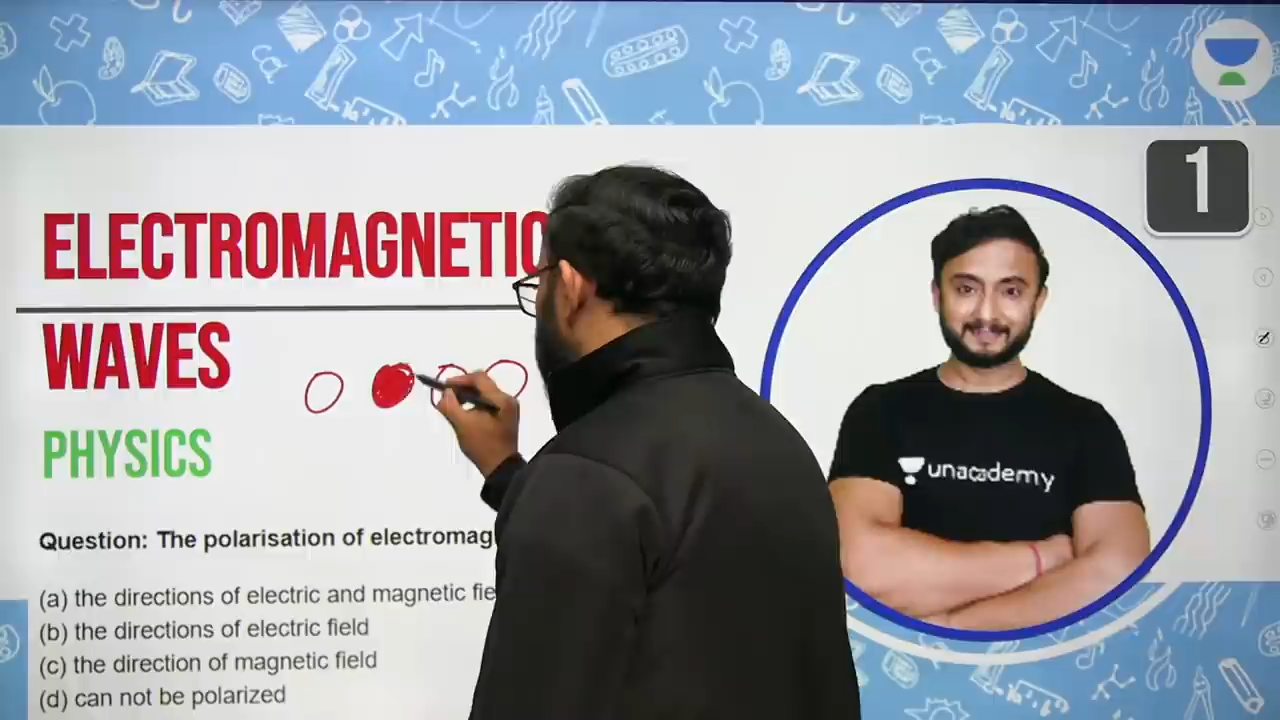 1
ELECTROMAGNETIC
WAVES
PHYSICS
unacademy
Question: The polarisation of electromag
(a) the directions of electric and magnetic fie
(b) the directions of electric field
(c) the direction of magnetic field
(d) can not be polarized